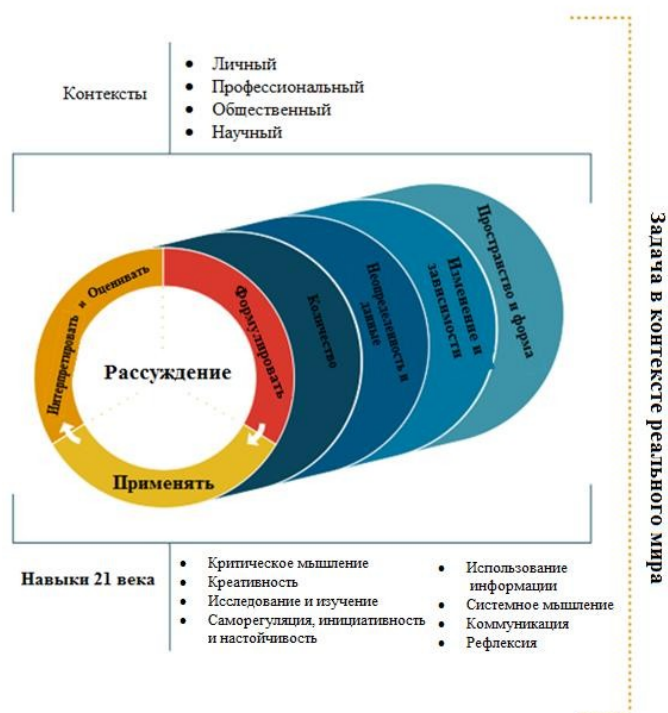 Контексты
• Личный
• Профессиональный
• Общественный
• Научный
Интерпретировать и Оценивать
Формулировать
Применять
Рассуждение
Количество
Неопределенность и
данные
Изменение и
зависимости
Пространство и форма
Задача в контексте реального мира
Навыки 21 века
• Критическое мышление
• Креативность
• Исследование и изучение
• Саморегуляция, инициативность
и настойчивость
• Использование
информации
• Системное мышление
• Коммуникация
• Рефлексия